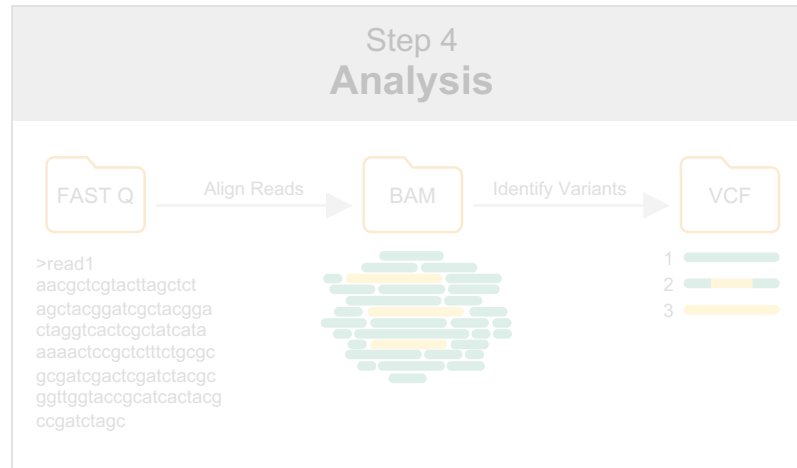 Step 4
Analysis
FAST Q
Align Reads
BAM
Identify Variants
VCF
>read1
aacgctcgtacttagctct
agctacggatcgctacgga
ctaggtcactcgctatcata
aaaactccgctctttctgcgc
gcgatcgactcgatctacgc
ggttggtaccgcatcactacg
ccgatctagc
1
2
3